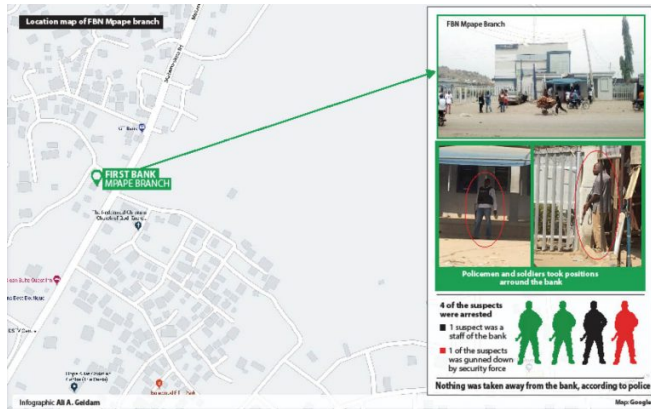 Location map of FBN Mpape branch
FBN Mpape Branch
GT Bank
FIRST BANK
MPAPE BRANCH
Policemen and soldiers took positions
arround the bank
4 of the suspects
were arrested
1 suspect was a
staff of the bank
1 of the suspects
was gunned down
by security force
Nothing was taken away from the bank, according to police
Infographic Ali A. Geidam
Map: Google